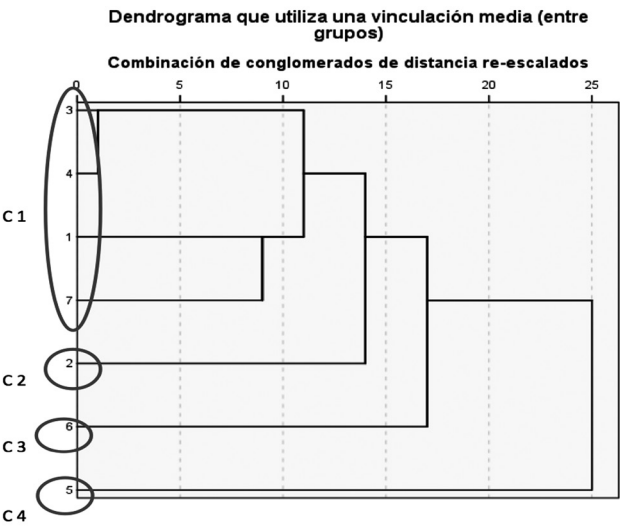 Dendrograma que utiliza una vinculación media (entre
grupos)
Combinación de conglomerados de distancia re-escalados
0 5 10 15 20 25
3
4
C 1
1
7
2
C 2
6
C 3
5
C 4